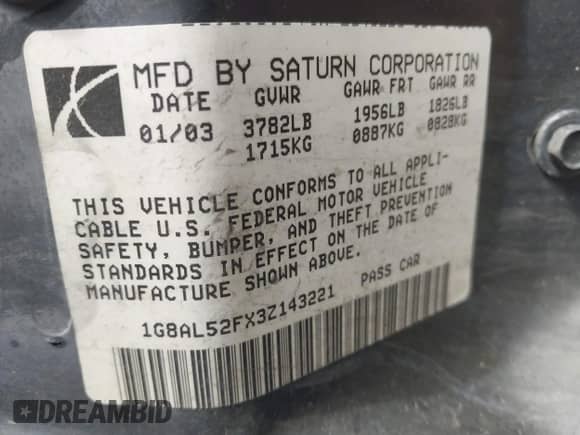 MFD BY SATURN CORPORATION
DATE GVWR GAWR FRT GAWR RR
01/03 3782LB 1956LB 1826LB
1715KG 0887KG 0828KG
THIS VEHICLE CONFORMS TO ALL APPLI-
CABLE U.S. FEDERAL MOTOR VEHICLE
SAFETY, BUMPER, AND THEFT PREVENTION
STANDARDS IN EFFECT ON THE DATE OF
MANUFACTURE SHOWN ABOVE.
PASS CAR
1G8AL52FX3Z143221
DREAMBID